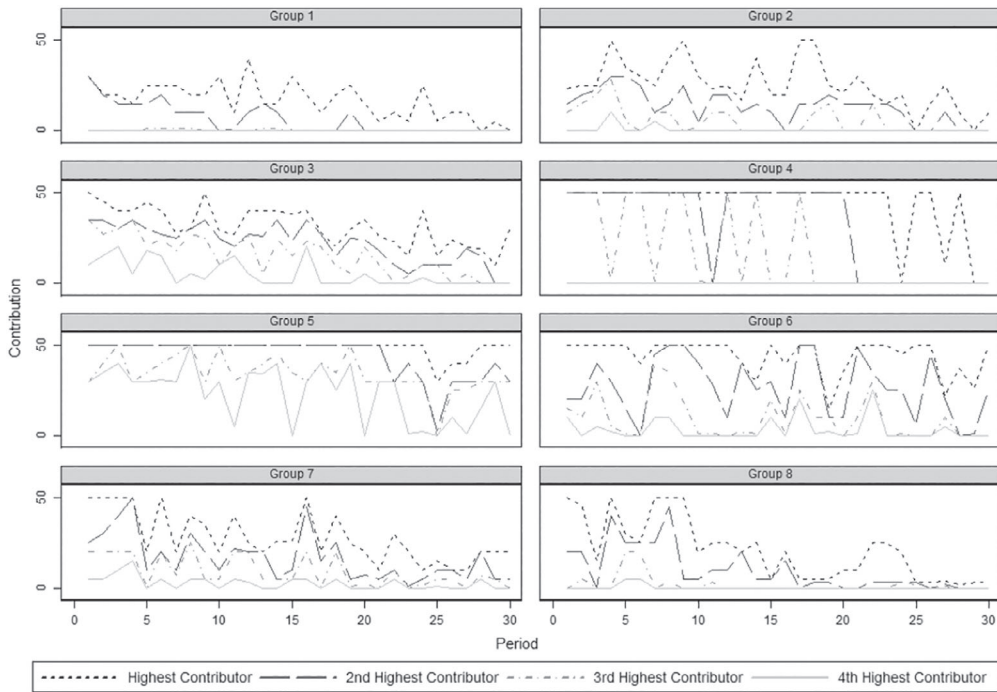 Group 1
Group 2
50
0
Group 3
Group 4
50
0
Group 5
Group 6
50
0
Group 7
Group 8
50
0
0 5 10 15 20 25 30
0 5 10 15 20 25 30
Contribution
Period
Highest Contributor 2nd Highest Contributor 3rd Highest Contributor 4th Highest Contributor